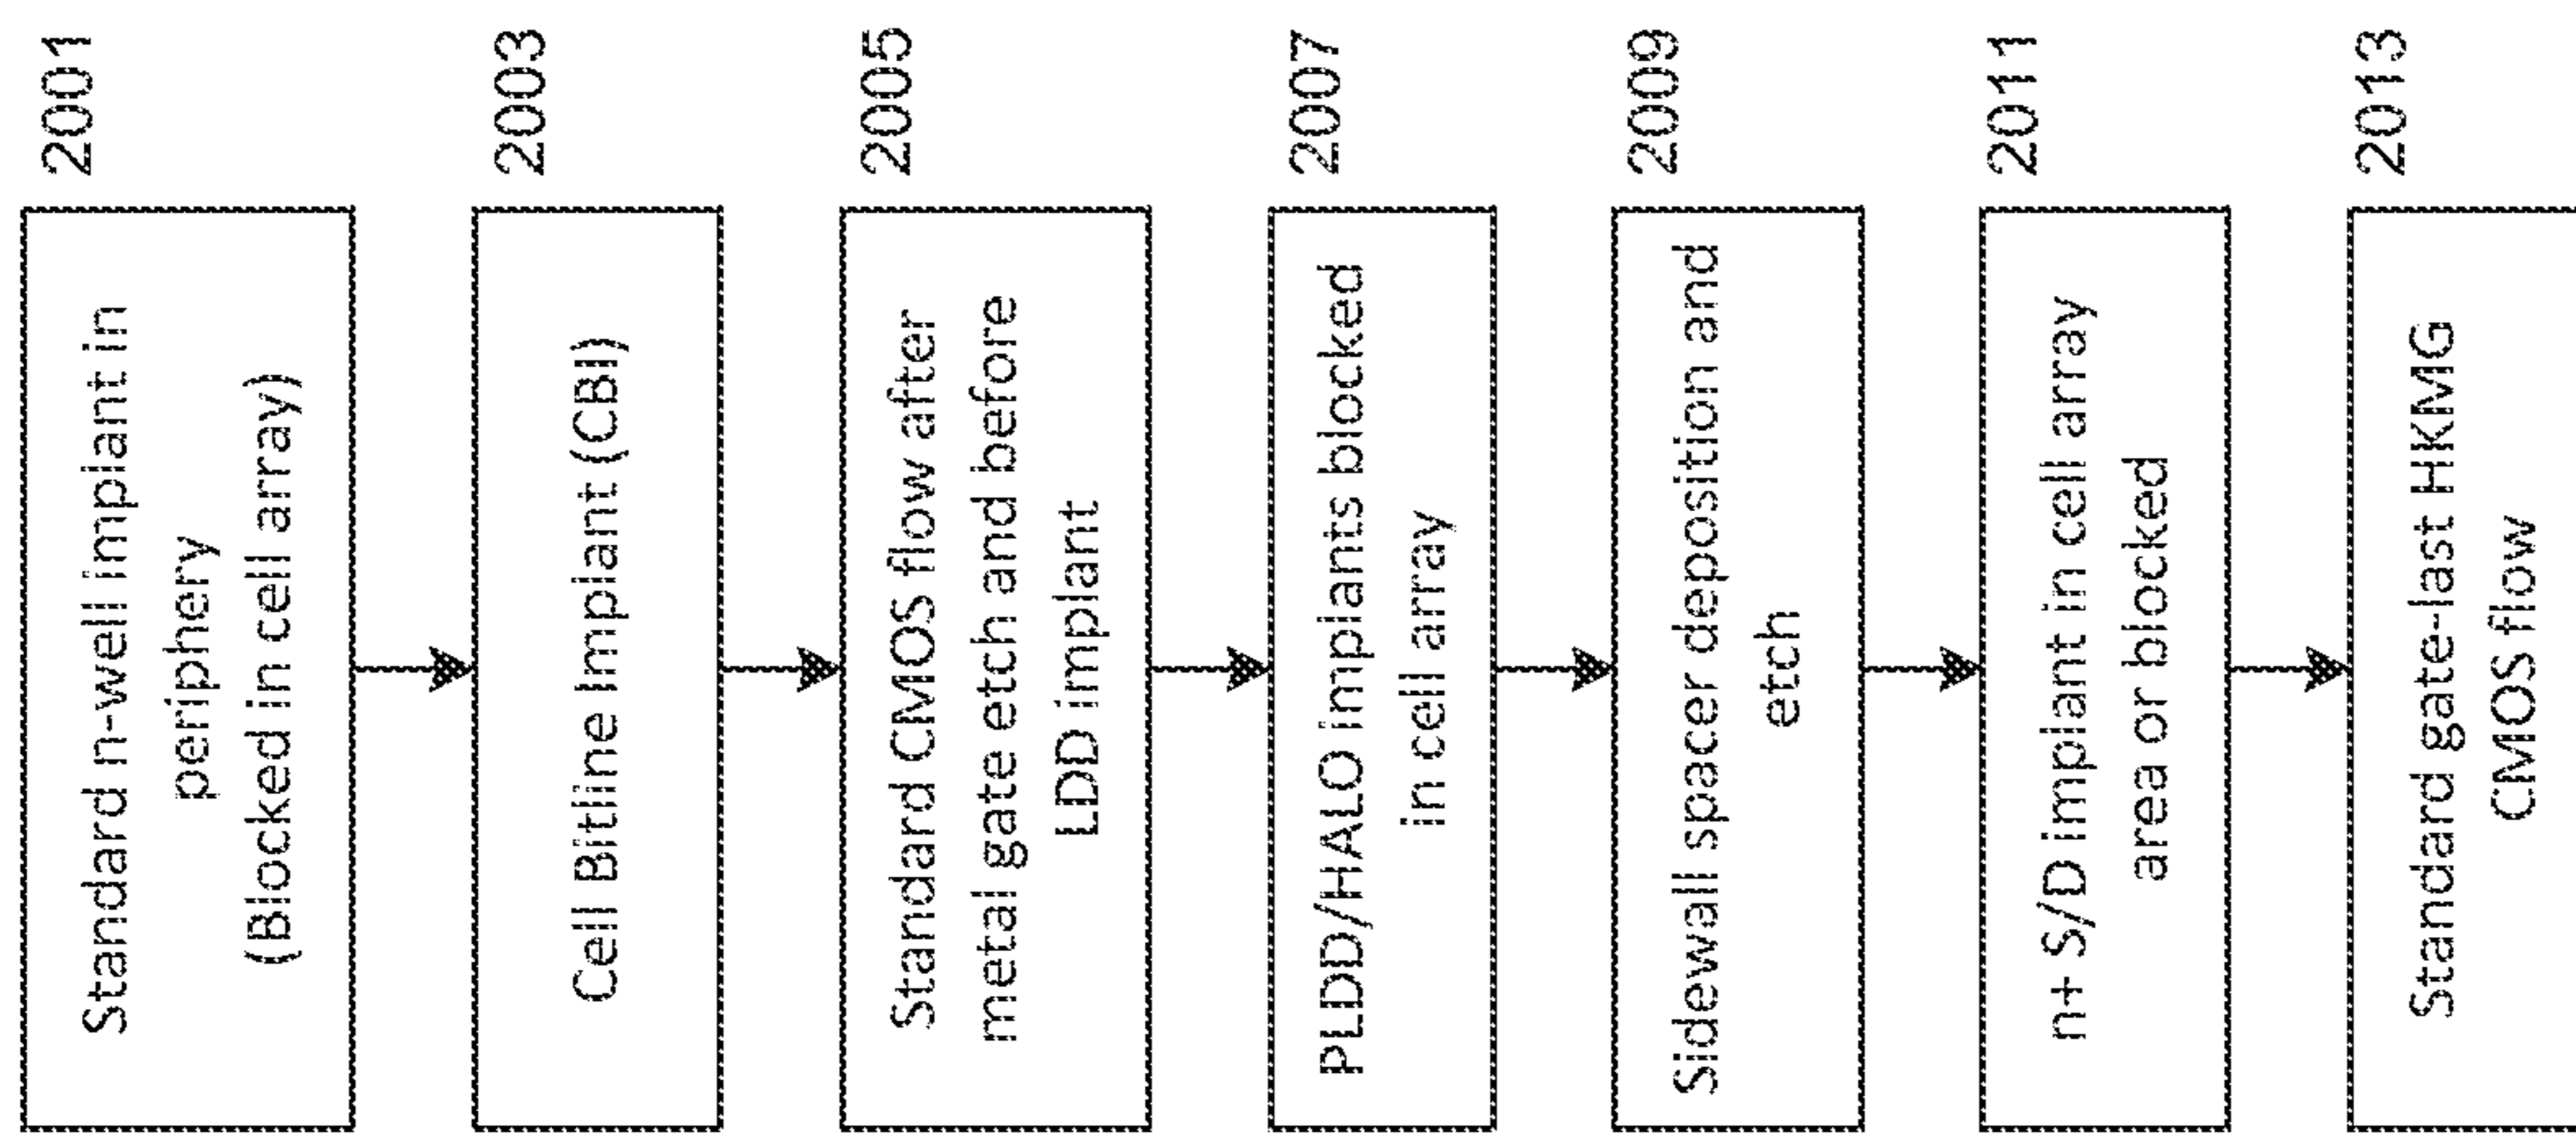 2001
Standard n-well implant in
periphery
(Blocked in cell array)
2003
Cell Bitline Implant (CBI)
2005
Standard CMOS flow after
metal gate etch and before
LDD implant
2007
PLDD/HALO implants blocked
in cell array
2009
Sidewall spacer deposition and
etch
2011
n+ S/D implant in cell array
area or blocked
2013
Standard gate-last HKMG
CMOS flow